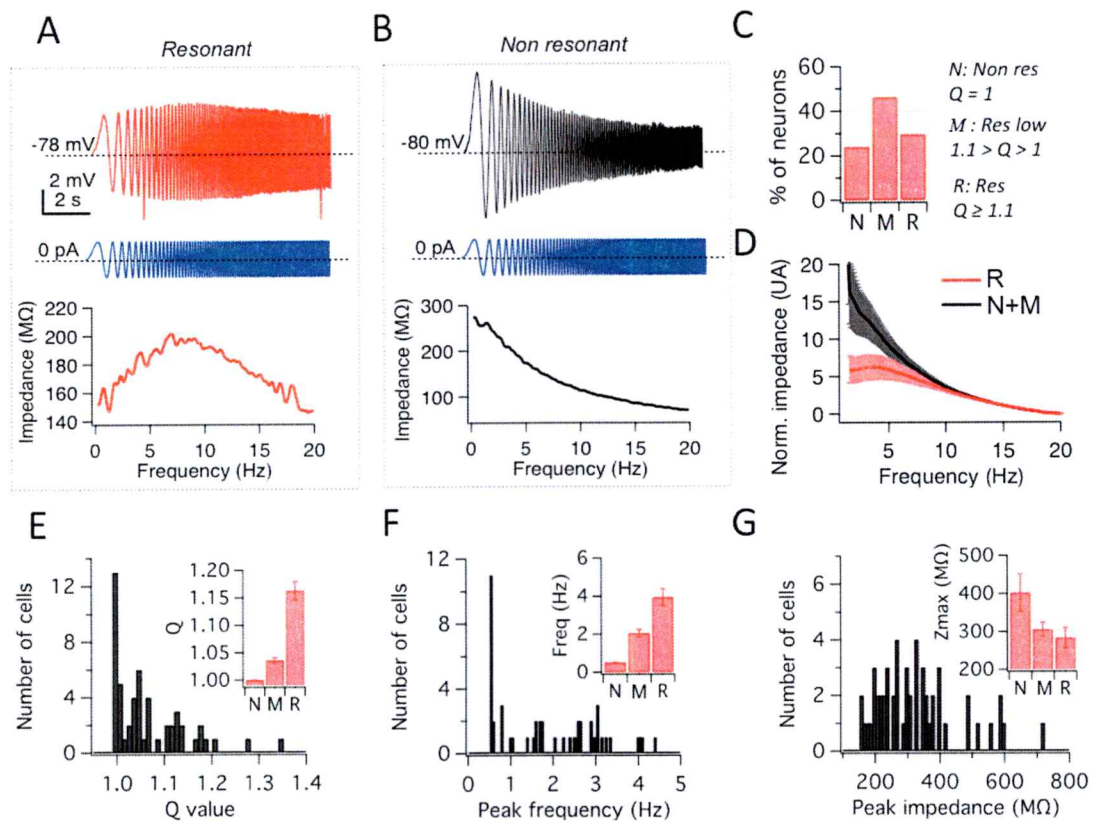 A
Resonant
-78 mV
2 mV
2 s
0 pA
Impedance (MΩ)
220
200
180
160
140
0
5
10
15
20
Frequency (Hz)
B
Non resonant
-80 mV
0 pA
Impedance (MΩ)
300
200
100
0
5
10
15
20
Frequency (Hz)
C
% of neurons
60
40
20
0
N M R
N: Non res
Q = 1
M : Res low
1.1 > Q > 1
R: Res
Q ≥ 1.1
D
Norm. impedance (UA)
20
15
10
5
0
R
N+M
5
10
15
20
Frequency (Hz)
E
Number of cells
12
8
4
0
1.0
1.1
1.2
1.3
1.4
Q value
Q
1.20
1.15
1.10
1.05
1.00
N M R
F
Number of cells
12
8
4
0
0
1
2
3
4
5
Peak frequency (Hz)
Freq (Hz)
6
4
2
0
N M R
G
Number of cells
6
4
2
0
200
400
600
800
Peak impedance (MΩ)
Zmax (MΩ)
500
400
300
200
N M R